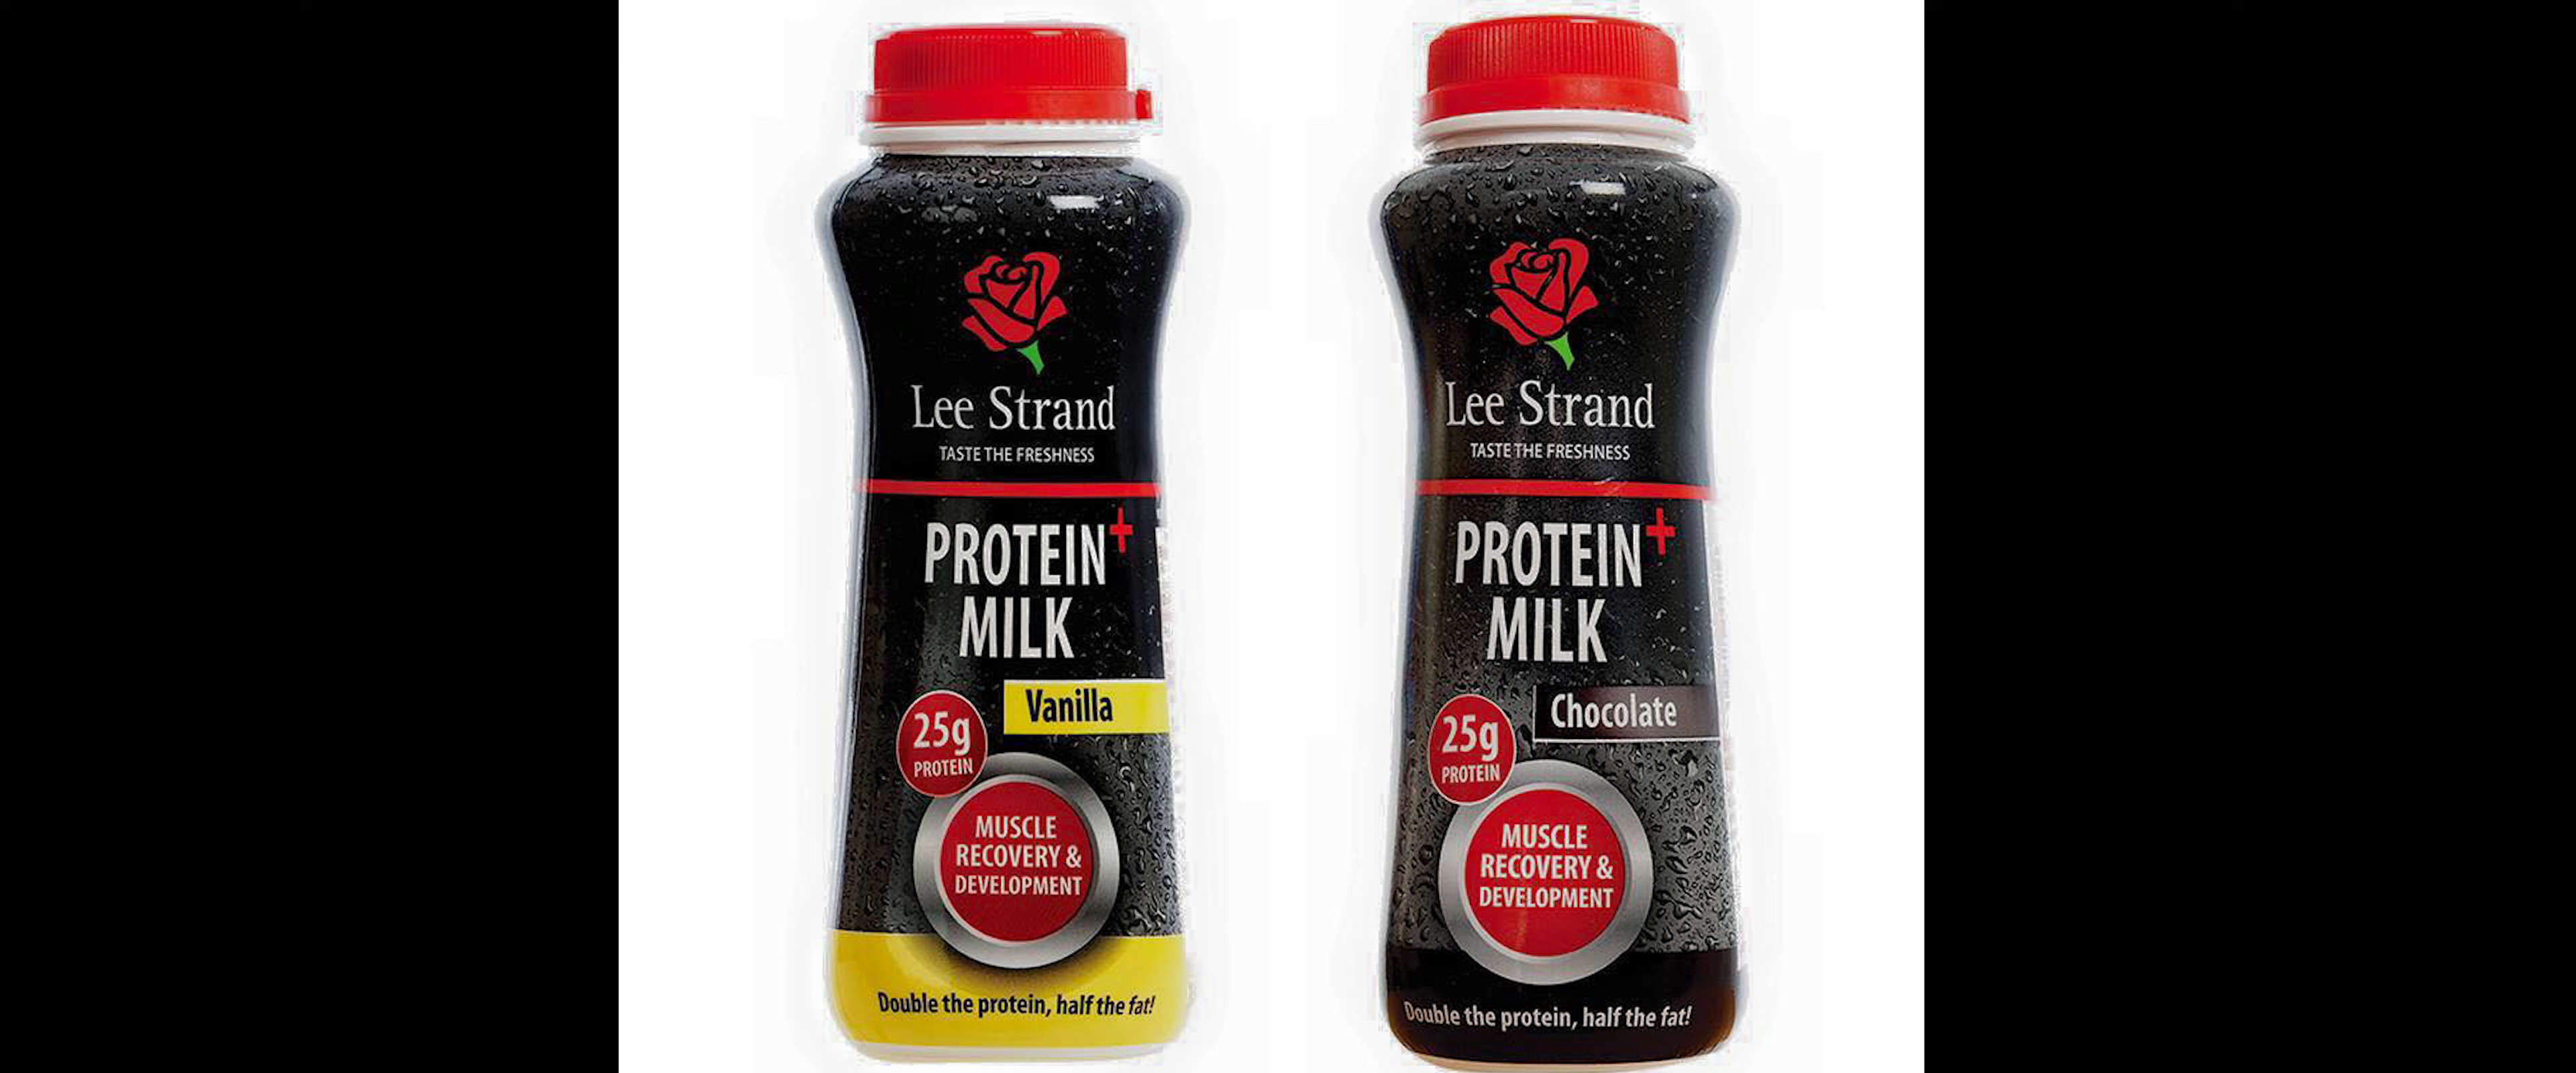 Lee Strand
TASTE THE FRESHNESS
PROTEIN+
MILK
Vanilla
25g
PROTEIN
MUSCLE
RECOVERY &
DEVELOPMENT
Double the protein, half the fat!
Lee Strand
TASTE THE FRESHNESS
PROTEIN+
MILK
Chocolate
25g
PROTEIN
MUSCLE
RECOVERY &
DEVELOPMENT
Double the protein, half the fat!